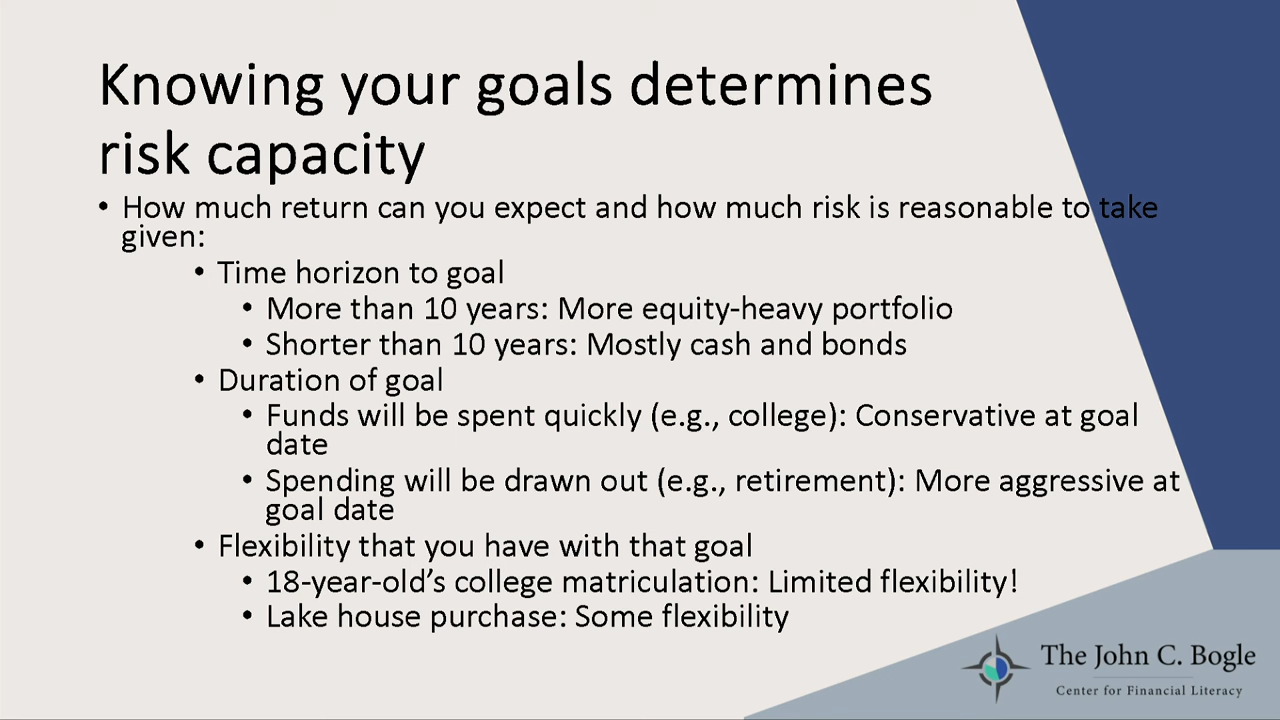 Knowing your goals determines
risk capacity
• How much return can you expect and how much risk is reasonable to take
given:
• Time horizon to goal
• More than 10 years: More equity-heavy portfolio
• Shorter than 10 years: Mostly cash and bonds
• Duration of goal
• Funds will be spent quickly (e.g., college): Conservative at goal
date
• Spending will be drawn out (e.g., retirement): More aggressive at
goal date
• Flexibility that you have with that goal
• 18-year-old’s college matriculation: Limited flexibility!
• Lake house purchase: Some flexibility
The John C. Bogle
Center for Financial Literacy